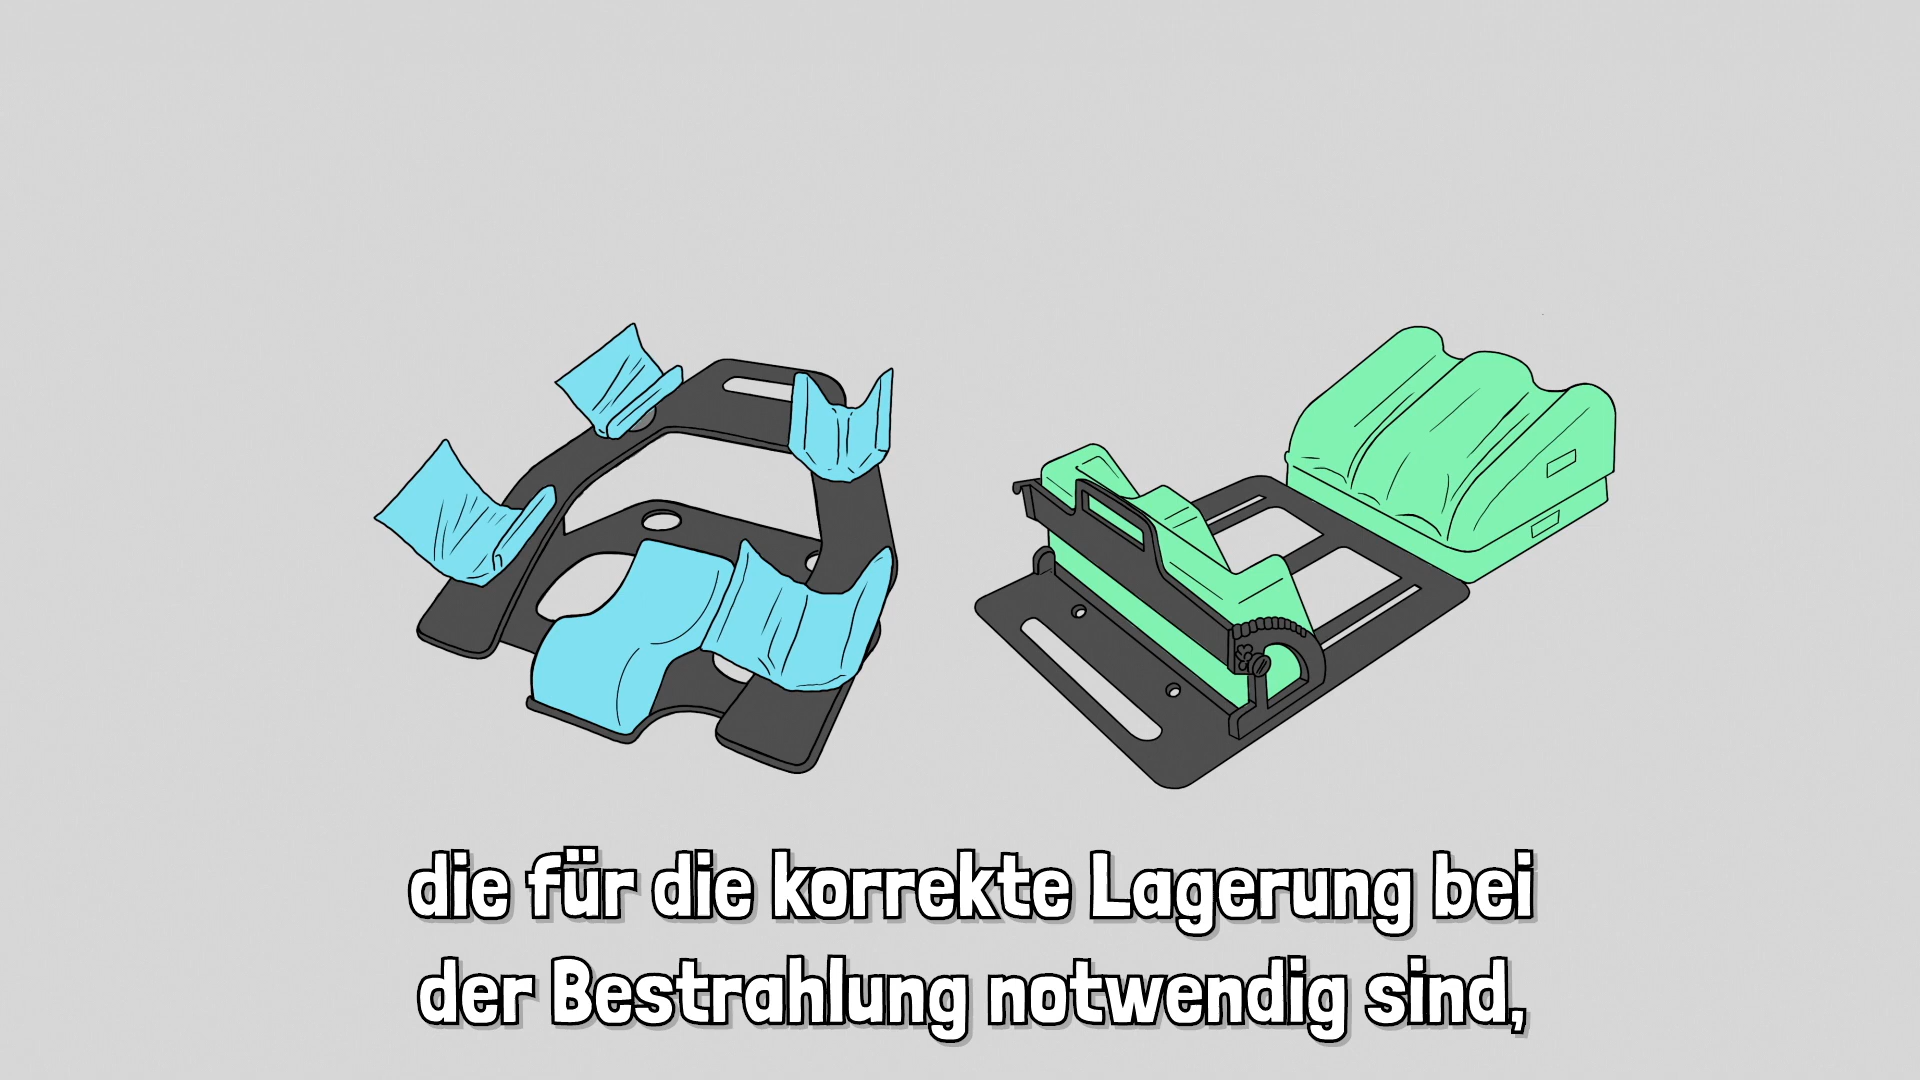 die für die korrekte Lagerung bei
der Bestrahlung notwendig sind,